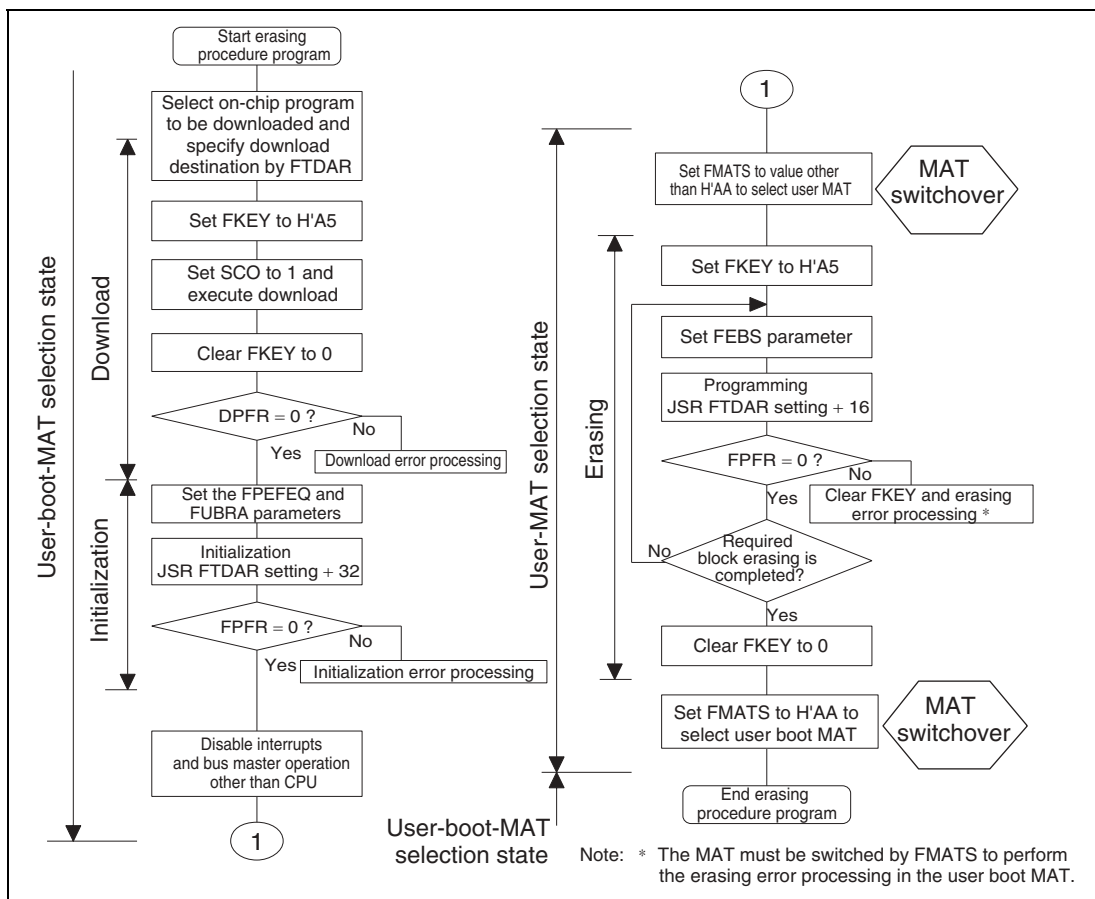 Start erasing
procedure program
Select on-chip program
to be downloaded and
specify download
destination by FTDAR
Set FKEY to H'A5
Set SCO to 1 and
execute download
Clear FKEY to 0
DPFR = 0 ?
No
Yes
Download error processing
Set the FPEFEQ and
FUBRA parameters
Initialization
JSR FTDAR setting + 32
FPFR = 0 ?
No
Yes
Initialization error processing
Disable interrupts
and bus master operation
other than CPU
1
User-boot-MAT selection state
Download
Initialization
1
Set FMATS to value other
than H'AA to select user MAT
MAT
switchover
Set FKEY to H'A5
Set FEBS parameter
Programming
JSR FTDAR setting + 16
FPFR = 0 ?
No
Yes
Clear FKEY and erasing
error processing *
Required
block erasing is
completed?
No
Yes
Clear FKEY to 0
Set FMATS to H'AA to
select user boot MAT
MAT
switchover
End erasing
procedure program
User-MAT selection state
Erasing
User-boot-MAT
selection state
Note: * The MAT must be switched by FMATS to perform
the erasing error processing in the user boot MAT.